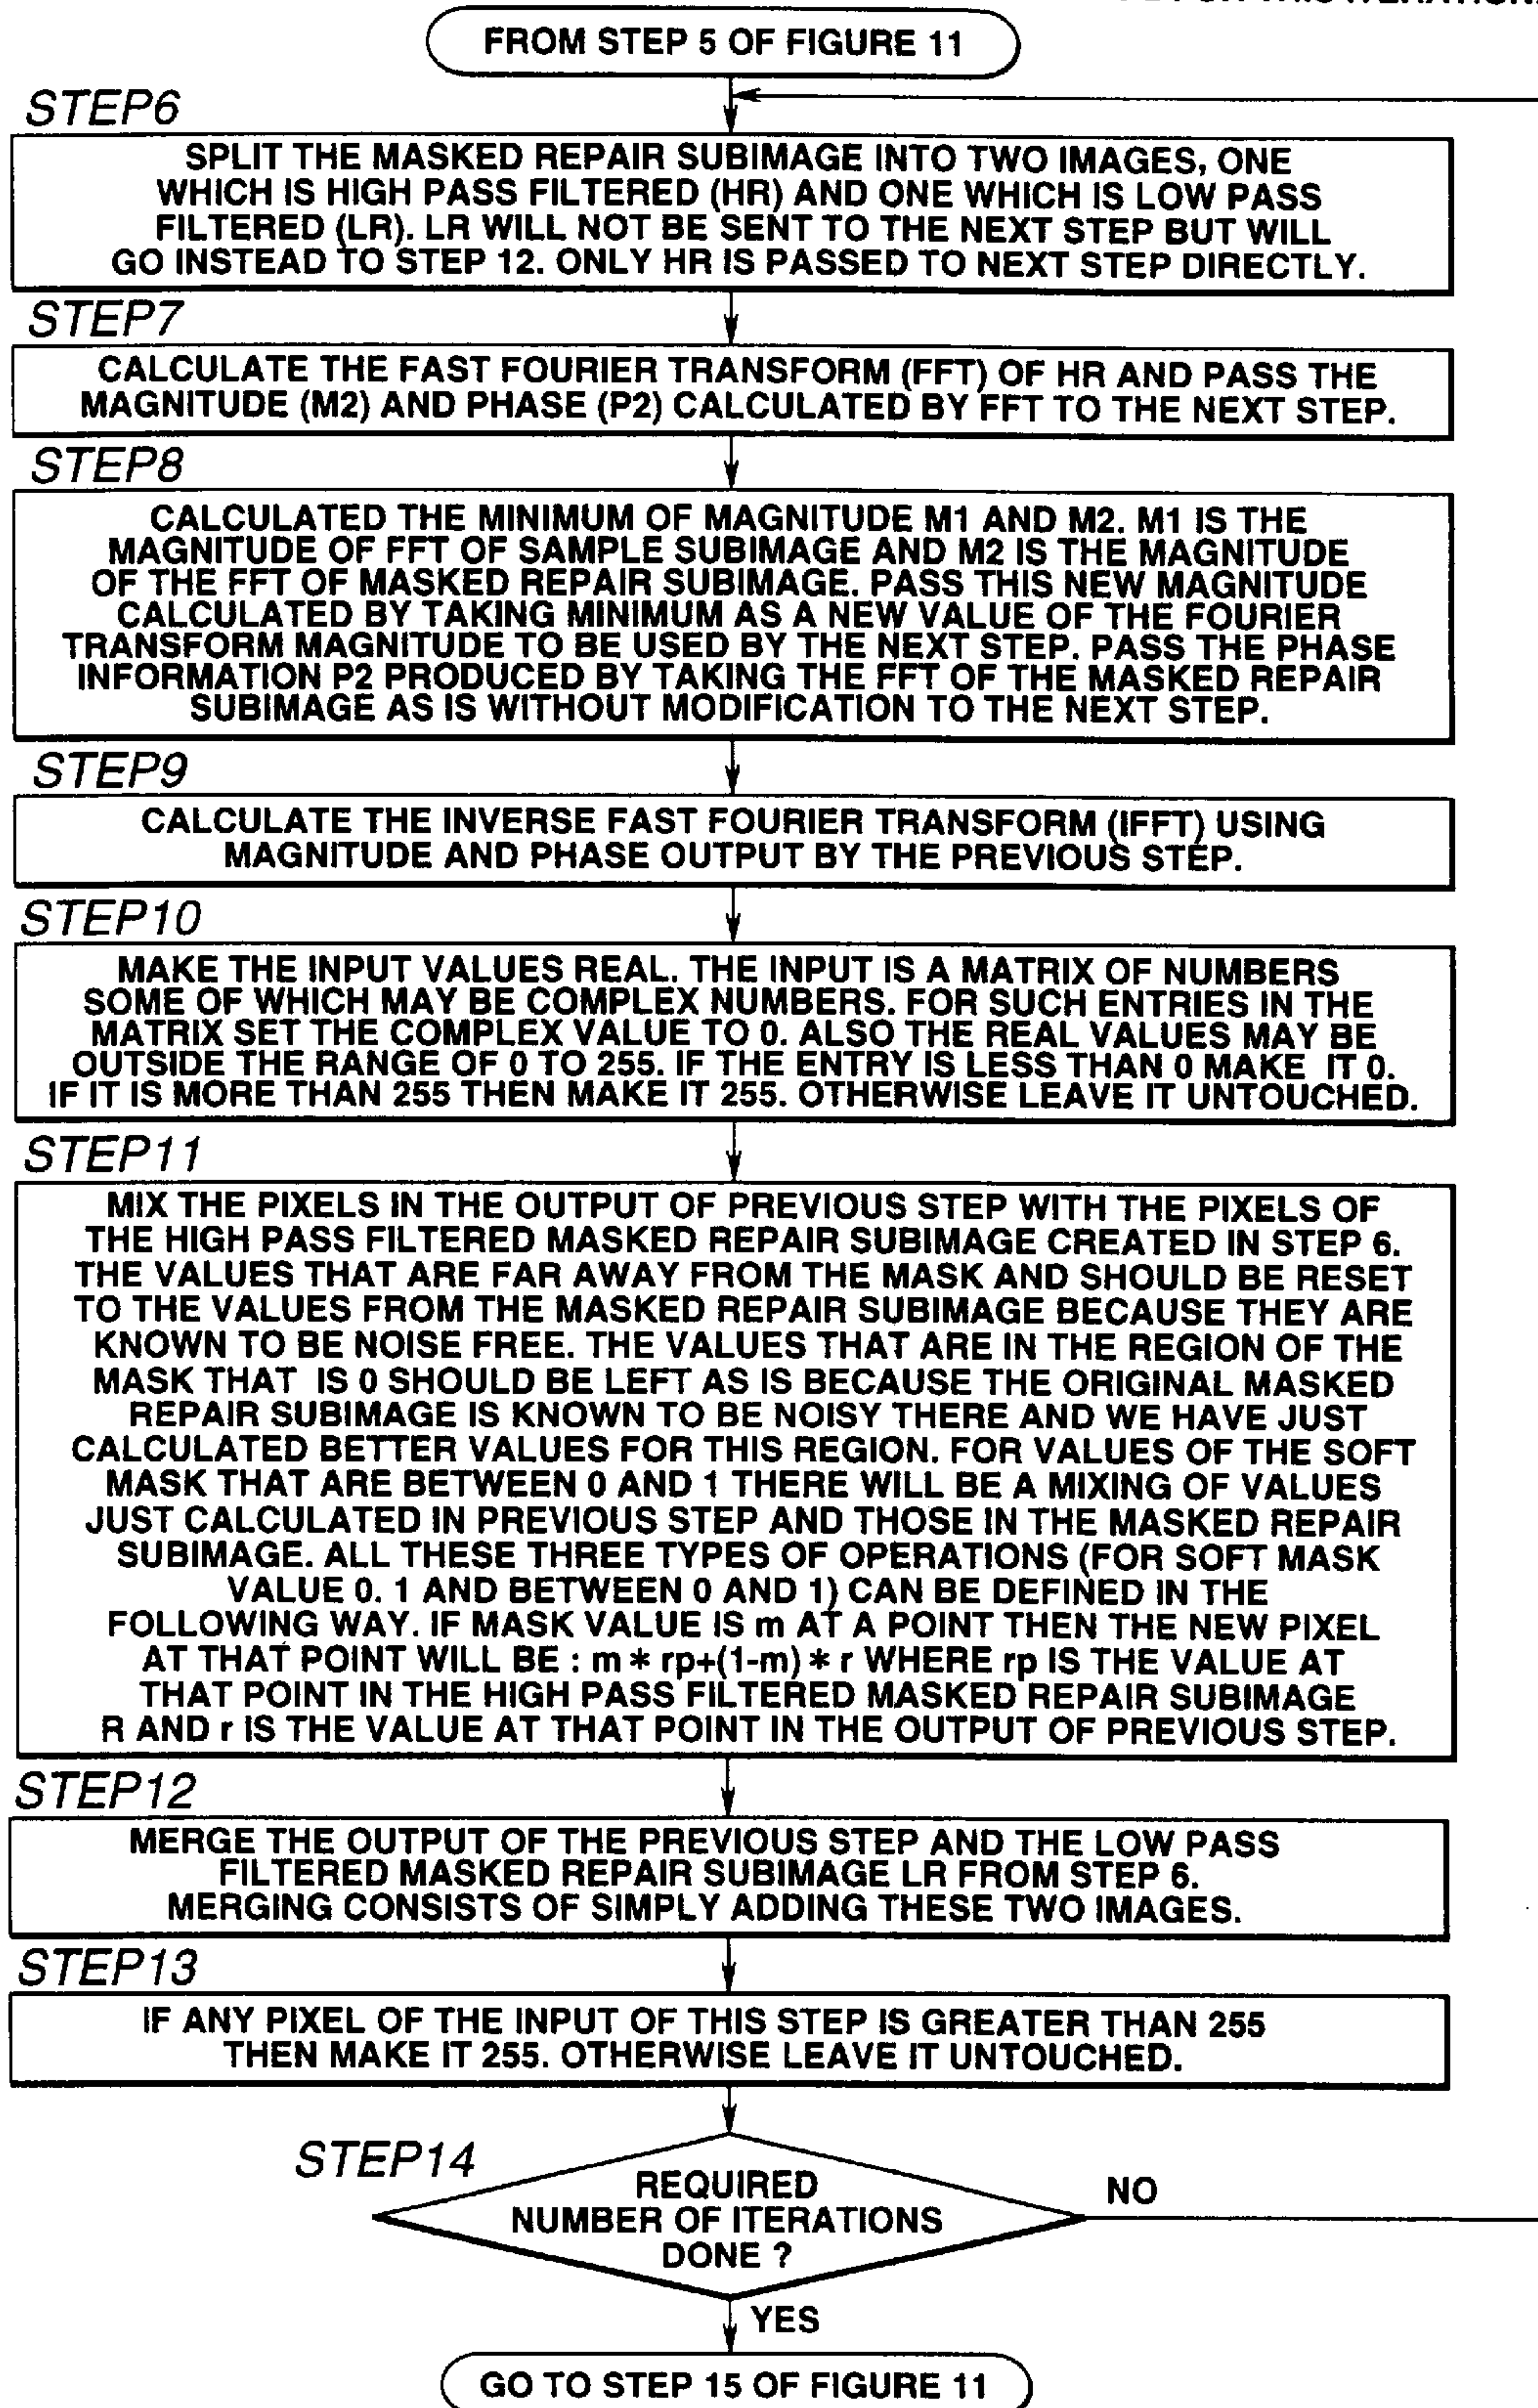 FROM STEP 5 OF FIGURE 11
STEP6
SPLIT THE MASKED REPAIR SUBIMAGE INTO TWO IMAGES, ONE
WHICH IS HIGH PASS FILTERED (HR) AND ONE WHICH IS LOW PASS
FILTERED (LR). LR WILL NOT BE SENT TO THE NEXT STEP BUT WILL
GO INSTEAD TO STEP 12. ONLY HR IS PASSED TO NEXT STEP DIRECTLY.
STEP7
CALCULATE THE FAST FOURIER TRANSFORM (FFT) OF HR AND PASS THE
MAGNITUDE (M2) AND PHASE (P2) CALCULATED BY FFT TO THE NEXT STEP.
STEP8
CALCULATED THE MINIMUM OF MAGNITUDE M1 AND M2. M1 IS THE
MAGNITUDE OF FFT OF SAMPLE SUBIMAGE AND M2 IS THE MAGNITUDE
OF THE FFT OF MASKED REPAIR SUBIMAGE. PASS THIS NEW MAGNITUDE
CALCULATED BY TAKING MINIMUM AS A NEW VALUE OF THE FOURIER
TRANSFORM MAGNITUDE TO BE USED BY THE NEXT STEP. PASS THE PHASE
INFORMATION P2 PRODUCED BY TAKING THE FFT OF THE MASKED REPAIR
SUBIMAGE AS IS WITHOUT MODIFICATION TO THE NEXT STEP.
STEP9
CALCULATE THE INVERSE FAST FOURIER TRANSFORM (IFFT) USING
MAGNITUDE AND PHASE OUTPUT BY THE PREVIOUS STEP.
STEP10
MAKE THE INPUT VALUES REAL. THE INPUT IS A MATRIX OF NUMBERS
SOME OF WHICH MAY BE COMPLEX NUMBERS. FOR SUCH ENTRIES IN THE
MATRIX SET THE COMPLEX VALUE TO 0. ALSO THE REAL VALUES MAY BE
OUTSIDE THE RANGE OF 0 TO 255. IF THE ENTRY IS LESS THAN 0 MAKE IT 0.
IF IT IS MORE THAN 255 THEN MAKE IT 255. OTHERWISE LEAVE IT UNTOUCHED.
STEP11
MIX THE PIXELS IN THE OUTPUT OF PREVIOUS STEP WITH THE PIXELS OF
THE HIGH PASS FILTERED MASKED REPAIR SUBIMAGE CREATED IN STEP 6.
THE VALUES THAT ARE FAR AWAY FROM THE MASK AND SHOULD BE RESET
TO THE VALUES FROM THE MASKED REPAIR SUBIMAGE BECAUSE THEY ARE
KNOWN TO BE NOISE FREE. THE VALUES THAT ARE IN THE REGION OF THE
MASK THAT IS 0 SHOULD BE LEFT AS IS BECAUSE THE ORIGINAL MASKED
REPAIR SUBIMAGE IS KNOWN TO BE NOISY THERE AND WE HAVE JUST
CALCULATED BETTER VALUES FOR THIS REGION. FOR VALUES OF THE SOFT
MASK THAT ARE BETWEEN 0 AND 1 THERE WILL BE A MIXING OF VALUES
JUST CALCULATED IN PREVIOUS STEP AND THOSE IN THE MASKED REPAIR
SUBIMAGE. ALL THESE THREE TYPES OF OPERATIONS (FOR SOFT MASK
VALUE 0. 1 AND BETWEEN 0 AND 1) CAN BE DEFINED IN THE
FOLLOWING WAY. IF MASK VALUE IS m AT A POINT THEN THE NEW PIXEL
AT THAT POINT WILL BE : m * rp+(1-m) * r WHERE rp IS THE VALUE AT
THAT POINT IN THE HIGH PASS FILTERED MASKED REPAIR SUBIMAGE
R AND r IS THE VALUE AT THAT POINT IN THE OUTPUT OF PREVIOUS STEP.
STEP12
MERGE THE OUTPUT OF THE PREVIOUS STEP AND THE LOW PASS
FILTERED MASKED REPAIR SUBIMAGE LR FROM STEP 6.
MERGING CONSISTS OF SIMPLY ADDING THESE TWO IMAGES.
STEP13
IF ANY PIXEL OF THE INPUT OF THIS STEP IS GREATER THAN 255
THEN MAKE IT 255. OTHERWISE LEAVE IT UNTOUCHED.
STEP14
REQUIRED
NUMBER OF ITERATIONS
DONE ?
NO
YES
GO TO STEP 15 OF FIGURE 11